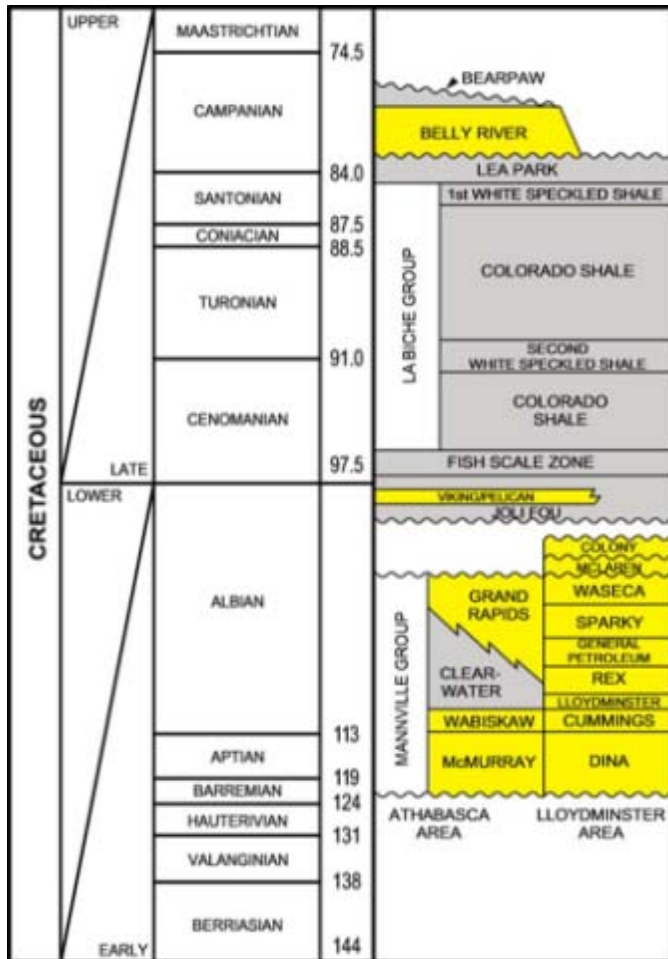 CRETACEOUS
UPPER
LATE
LOWER
EARLY
MAASTRICHTIAN
74.5
CAMPANIAN
84.0
SANTONIAN
87.5
CONIACIAN
88.5
TURONIAN
91.0
CENOMANIAN
97.5
ALBIAN
113
APTIAN
119
BARREMIAN
124
HAUTERIVIAN
131
VALANGINIAN
138
BERRIASIAN
144
BEARPAW
BELLY RIVER
LEA PARK
LA BICHE GROUP
1st WHITE SPECKLED SHALE
COLORADO SHALE
SECOND
WHITE SPECKLED SHALE
COLORADO
SHALE
FISH SCALE ZONE
VIKING/PELICAN
JOLI FOU
MANNVILLE GROUP
GRAND
RAPIDS
CLEAR-
WATER
WABISKAW
McMURRAY
COLONY
MCLAREN
WASECA
SPARKY
GENERAL
PETROLEUM
REX
LLOYDMINSTER
CUMMINGS
DINA
ATHABASCA
AREA
LLOYDMINSTER
AREA